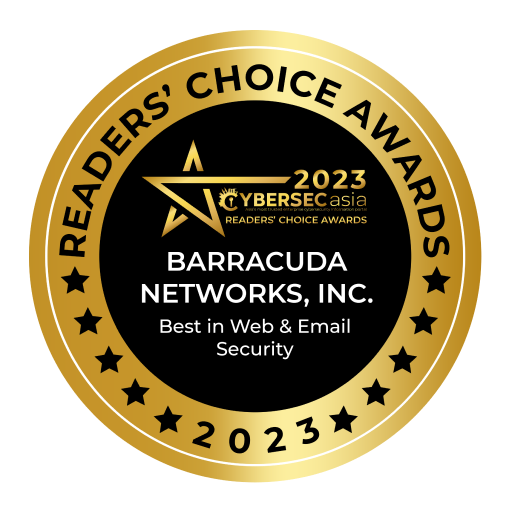 READERS' CHOICE AWARDS
2023
CYBERSECasia
READERS' CHOICE AWARDS
BARRACUDA
NETWORKS, INC.
Best in Web & Email
Security
2023